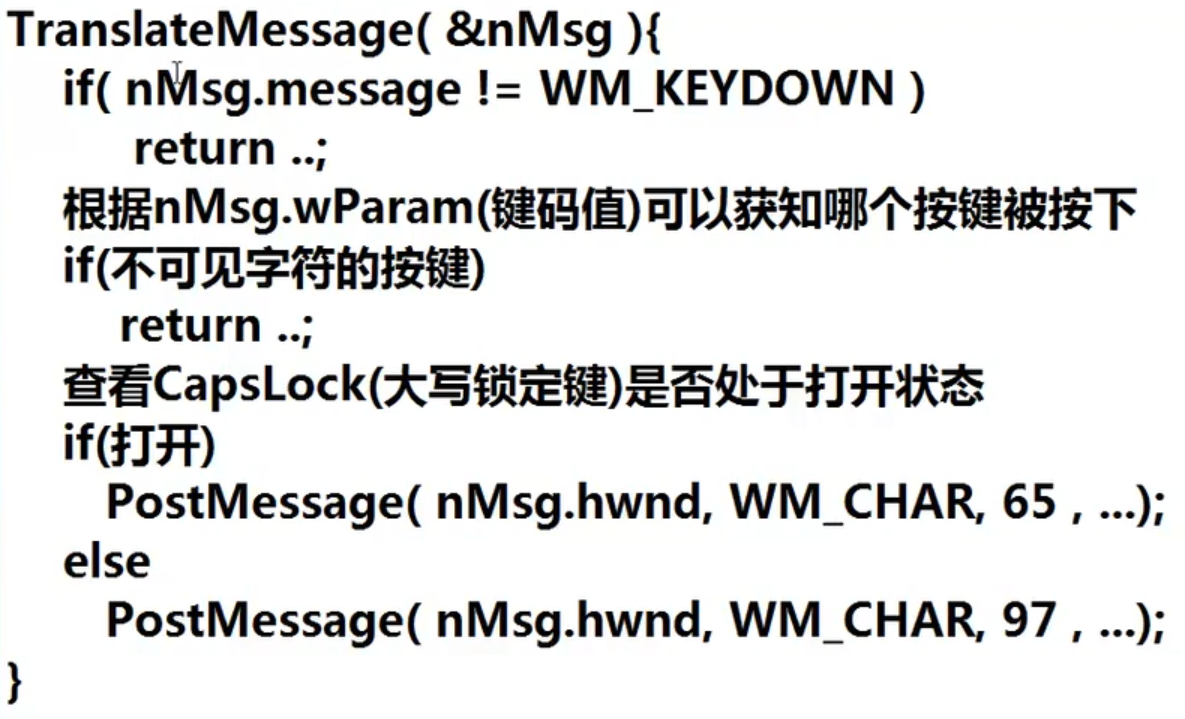 TranslateMessage( &nMsg ){
if( nMsg.message != WM_KEYDOWN )
return ..;
根据nMsg.wParam(键码值)可以获知哪个按键被按下
if(不可见字符的按键)
return ..;
查看CapsLock(大写锁定键)是否处于打开状态
if(打开)
PostMessage( nMsg.hwnd, WM_CHAR, 65 , ...);
else
PostMessage( nMsg.hwnd, WM_CHAR, 97 , ...);
}